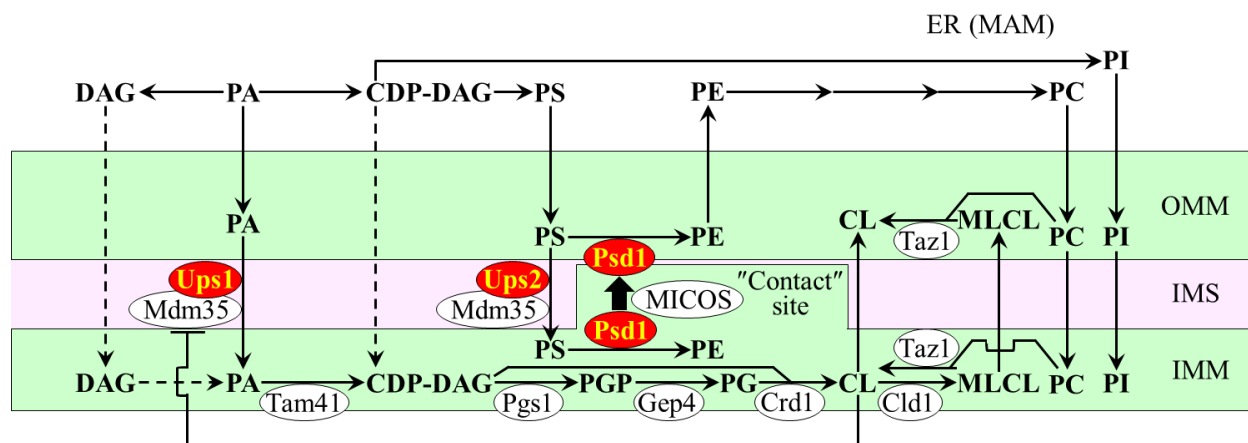 ER (MAM)
PI
DAG PA CDP-DAG PS PE PC
PA CL MLCL OMM
Taz1
PS PE PC PI
Psd1
Ups1 Ups2 "Contact" site
Mdm35 Mdm35 MICOS IMS
Psd1
PS PE Taz1
DAG PA CDP-DAG PGP PG CL MLCL PC PI IMM
Tam41 Pgs1 Gep4 Crd1 Cld1